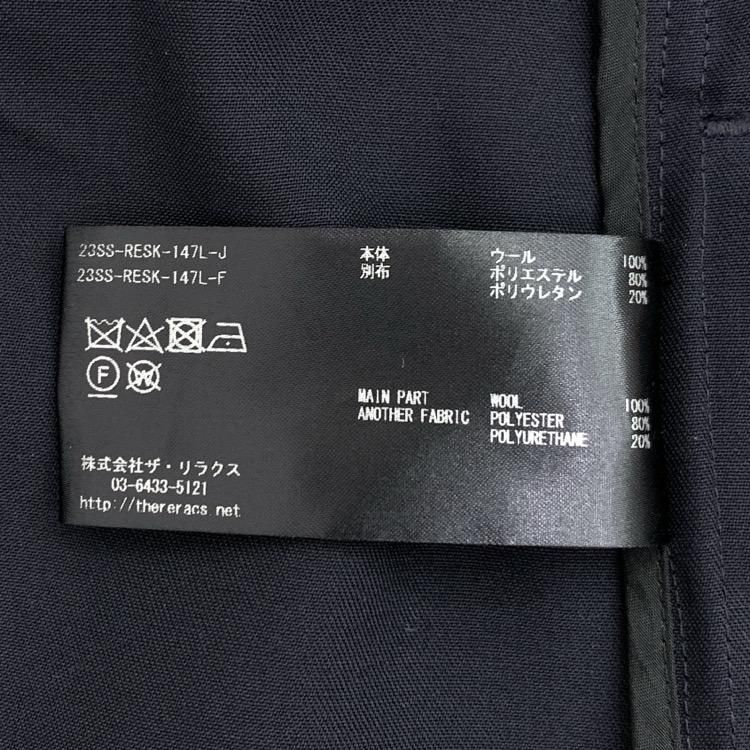 23SS-RESK-147L-J
23SS-RESK-147L-F
本体 ウール 100%
別布 ポリエステル 80%
ポリウレタン 20%
F W
MAIN PART WOOL 100%
ANOTHER FABRIC POLYESTER 80%
POLYURETHANE 20%
株式会社ザ・リラクス
03-6433-5121
http://thereracs.net